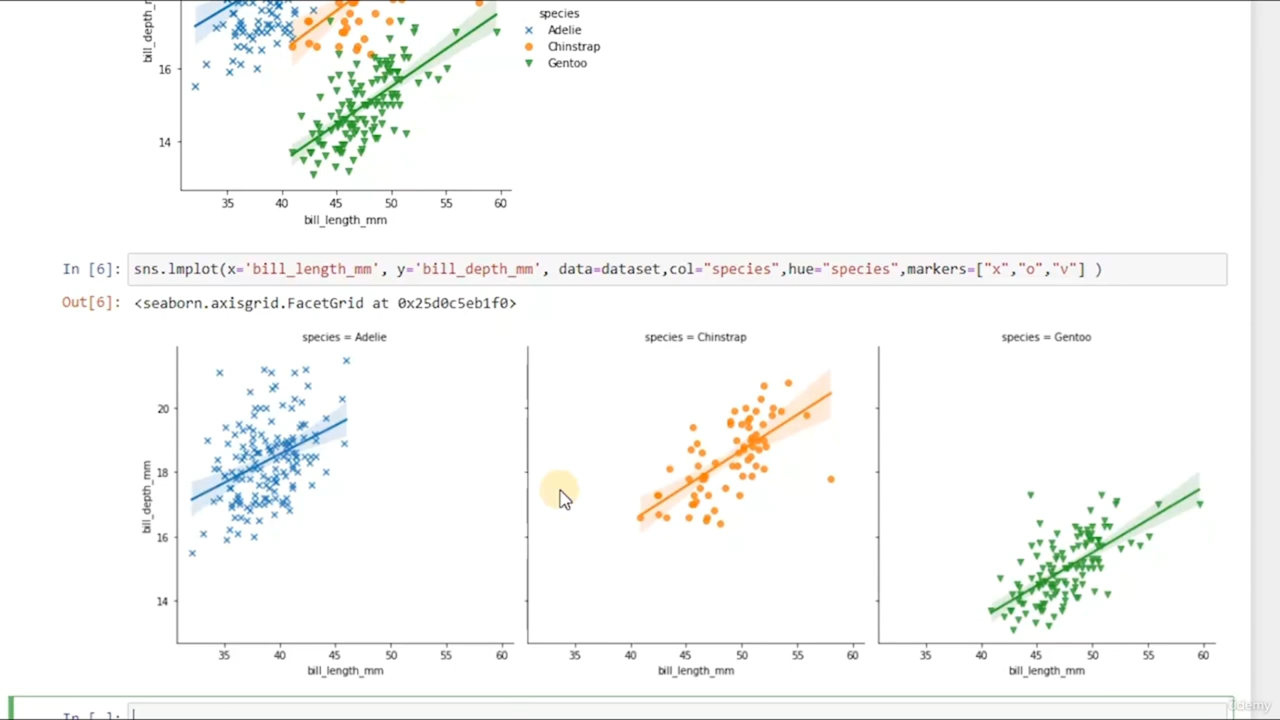 bill_depth_m
species
Adelie
Chinstrap
Gentoo
16
14
35 40 45 50 55 60
bill_length_mm
In [6]: sns.lmplot(x='bill_length_mm', y='bill_depth_mm', data=dataset,col="species",hue="species",markers=["x","o","v"] )
Out[6]: <seaborn.axisgrid.FacetGrid at 0x25d0c5eb1f0>
species = Adelie species = Chinstrap species = Gentoo
bill_depth_mm
20
18
16
14
35 40 45 50 55 60 35 40 45 50 55 60 35 40 45 50 55 60
bill_length_mm bill_length_mm bill_length_mm
In [ ]:
ûdemy